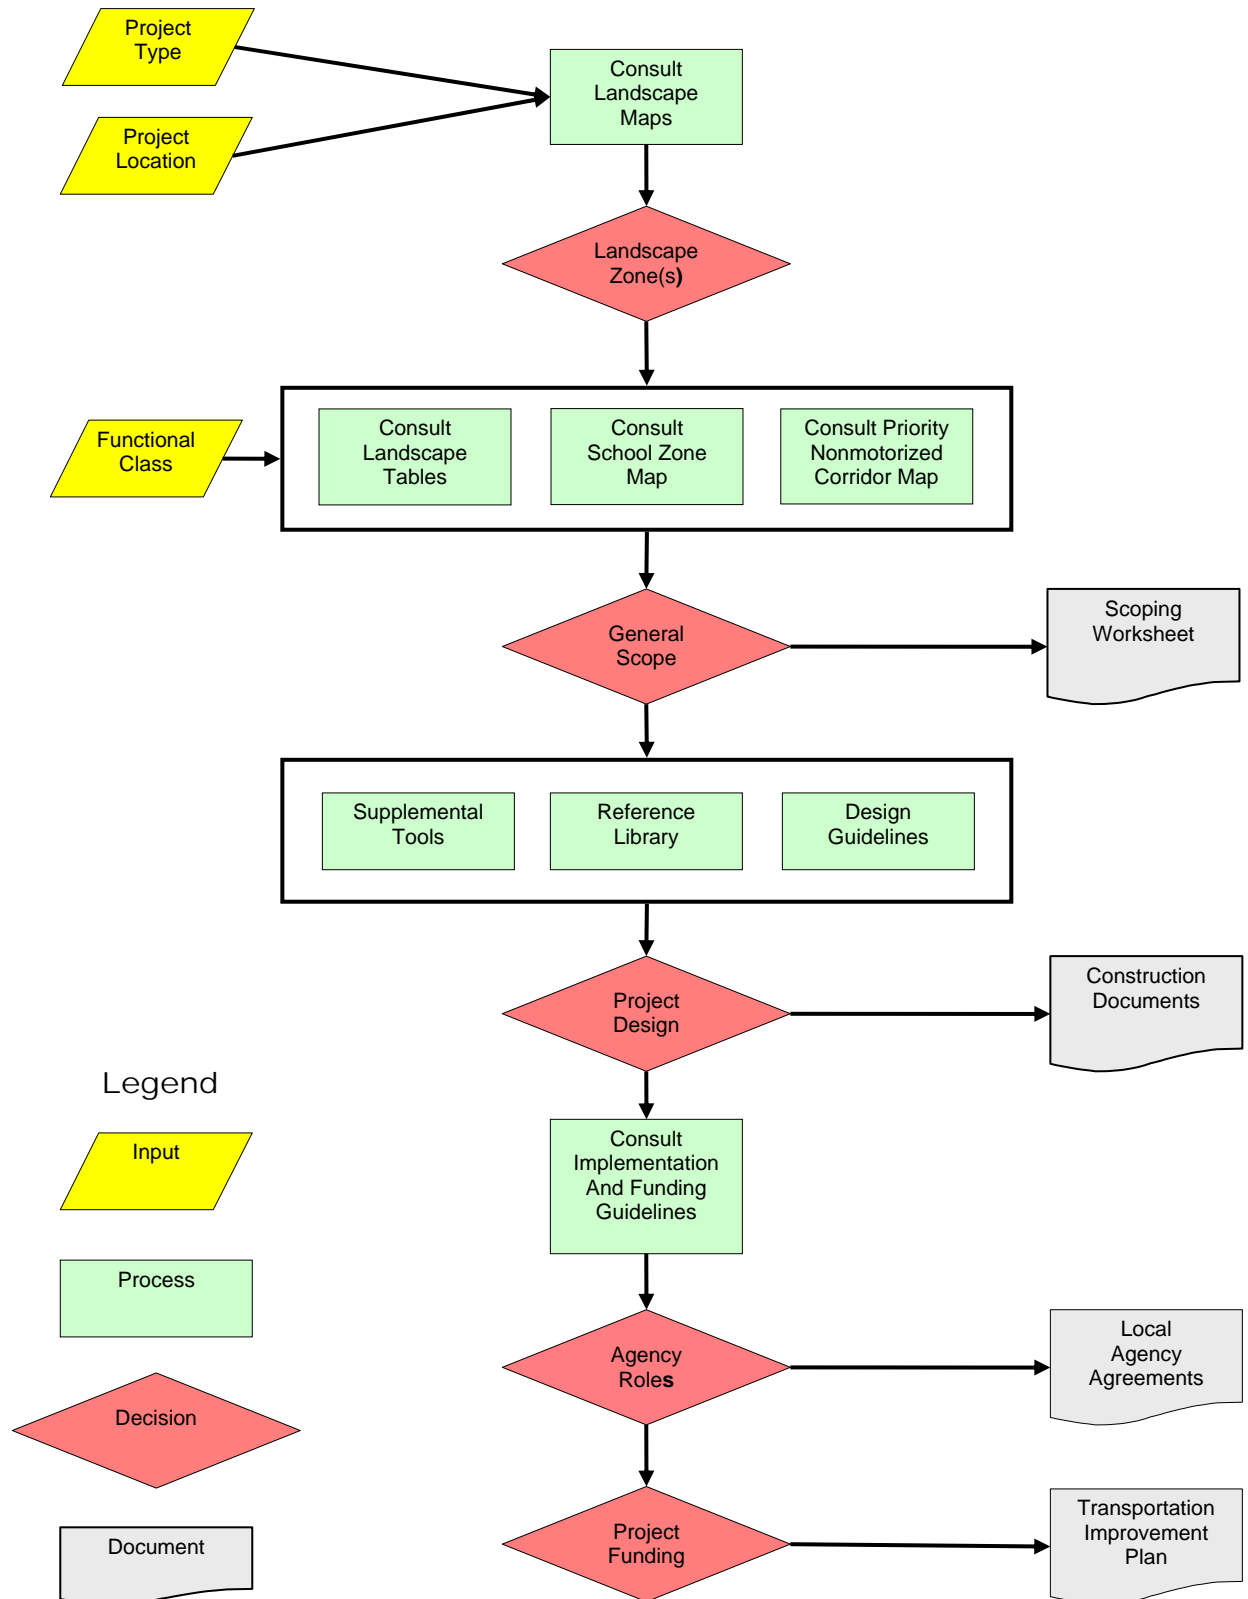 Project
Type
Consult
Landscape
Maps
Project
Location
Landscape
Zone(s)
Functional
Class
Consult
Landscape
Tables
Consult
School Zone
Map
Consult Priority
Nonmotorized
Corridor Map
General
Scope
Scoping
Worksheet
Supplemental
Tools
Reference
Library
Design
Guidelines
Project
Design
Construction
Documents
Legend
Input
Process
Decision
Document
Consult
Implementation
And Funding
Guidelines
Agency
Roles
Local
Agency
Agreements
Project
Funding
Transportation
Improvement
Plan